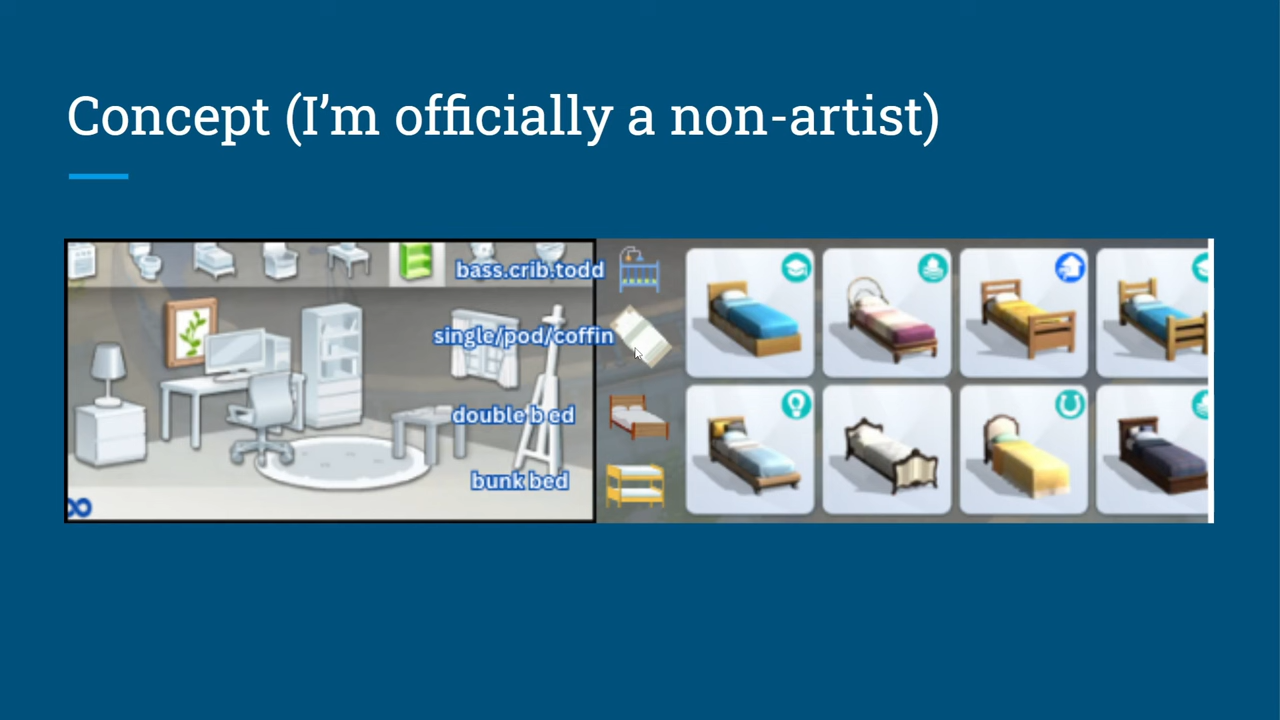 Concept (I’m officially a non-artist)
bass.crib.todd
single/pod/coffin
double b ed
bunk bed